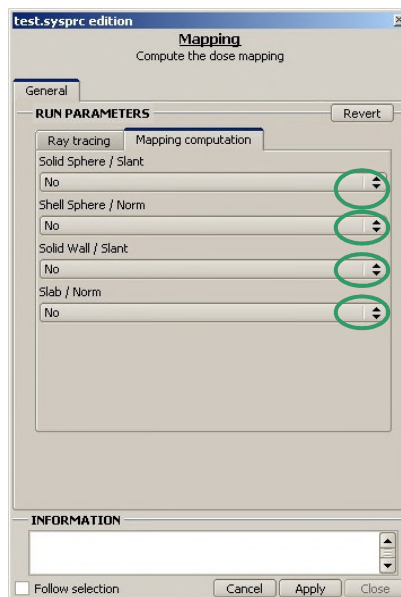 test.sysprc edition
Mapping
Compute the dose mapping
General
RUN PARAMETERS
Revert
Ray tracing
Mapping computation
Solid Sphere / Slant
No
Shell Sphere / Norm
No
Solid Wall / Slant
No
Slab / Norm
No
INFORMATION
Follow selection
Cancel
Apply
Close